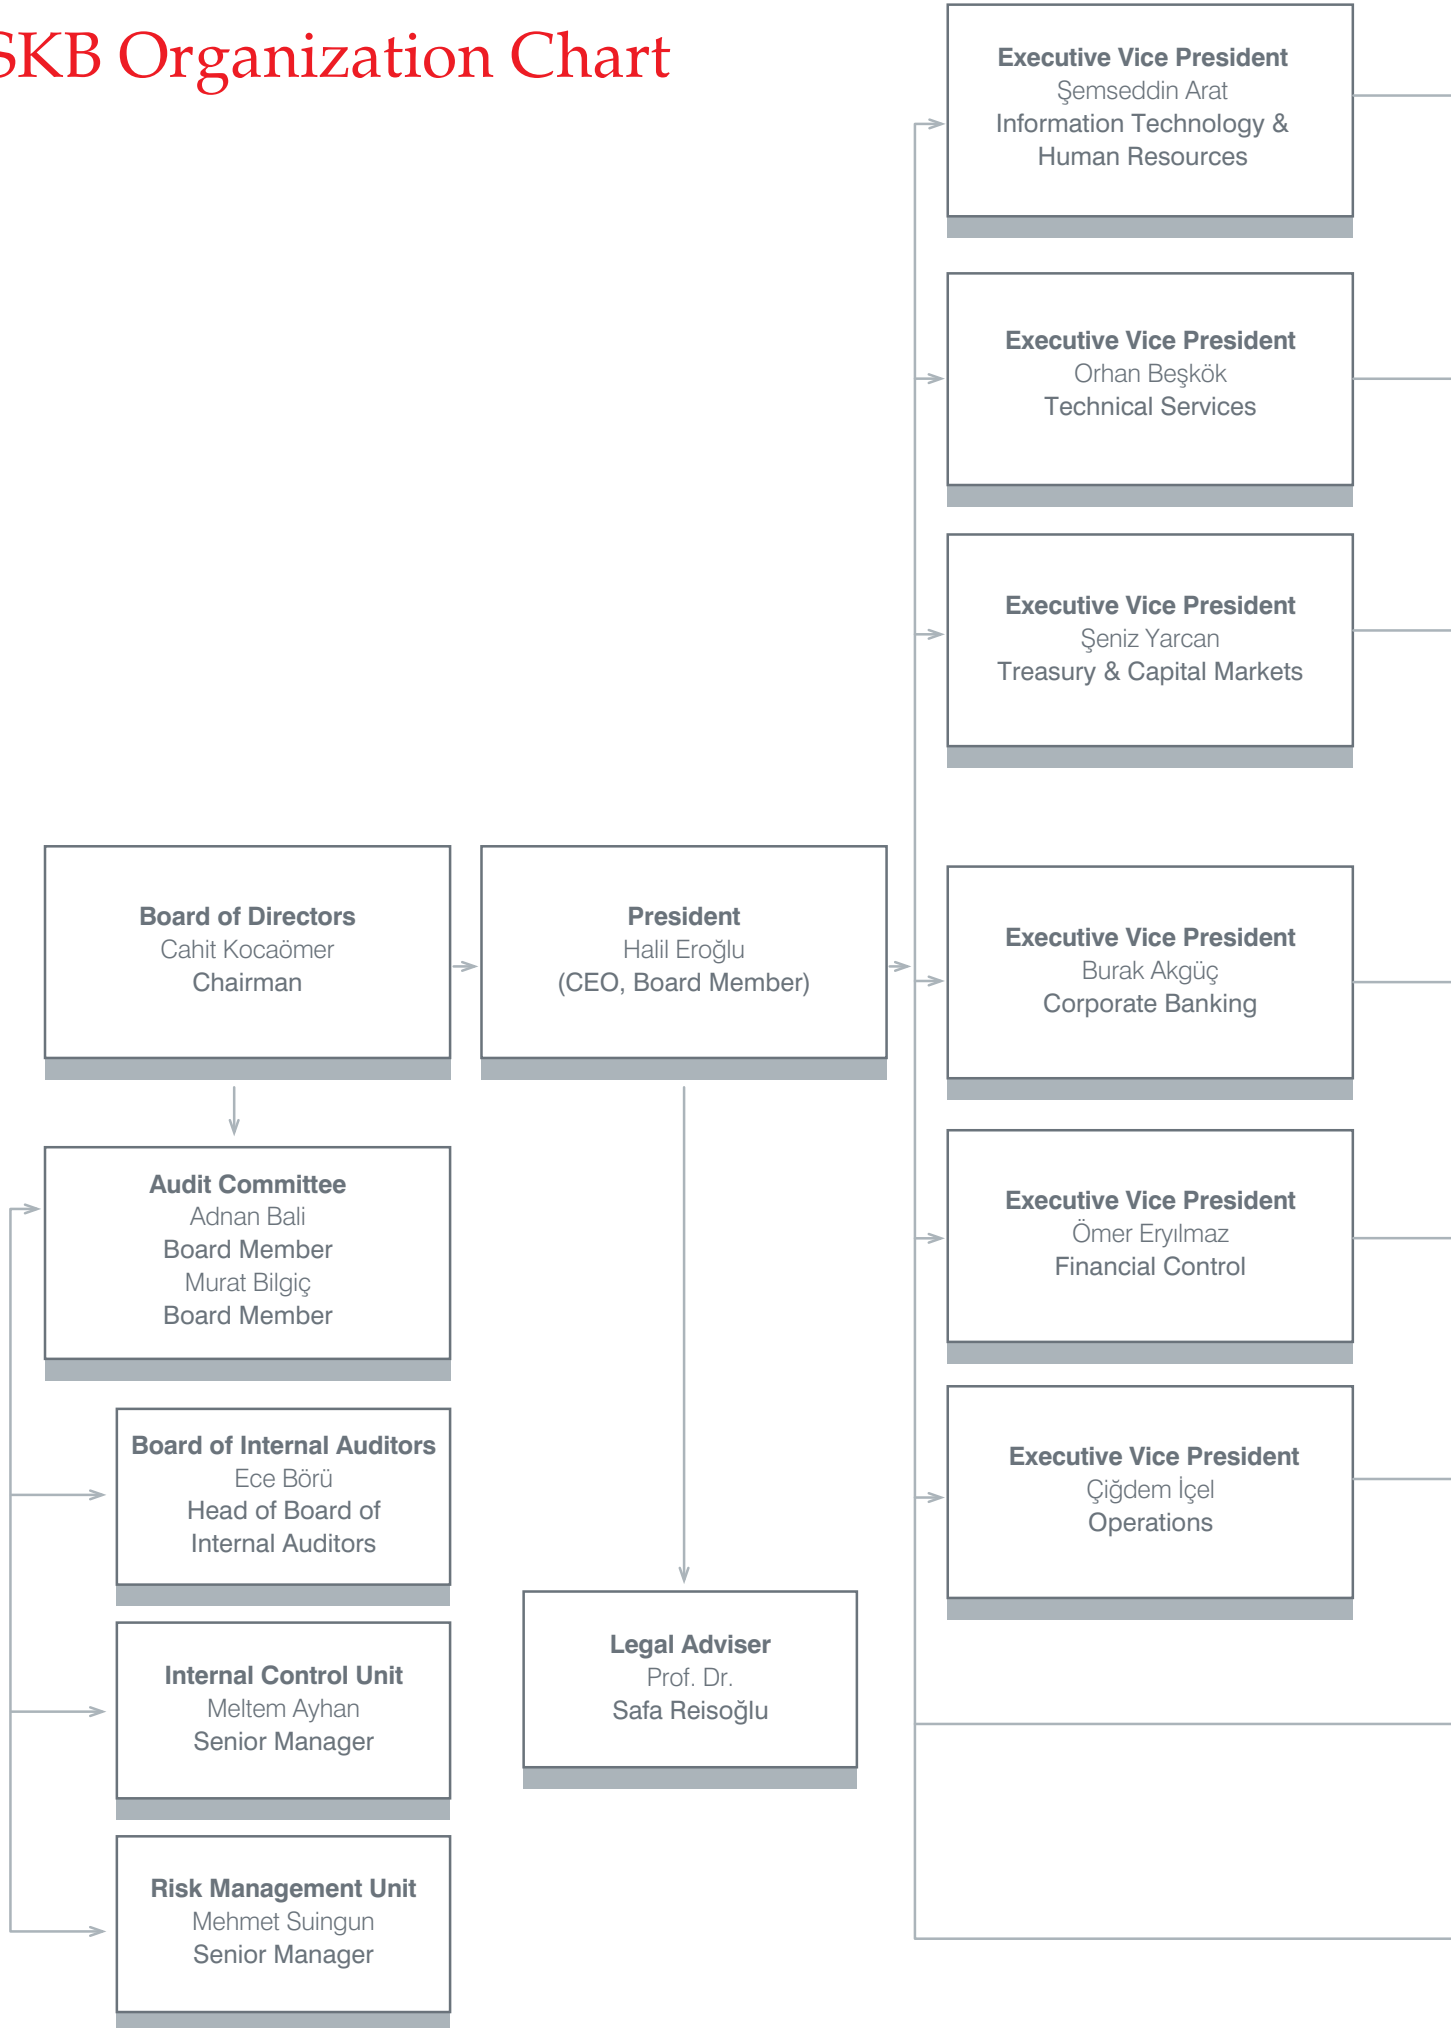 SKB Organization Chart
Executive Vice President
Şemseddin Arat
Information Technology &
Human Resources
Executive Vice President
Orhan Beşkök
Technical Services
Executive Vice President
Şeniz Yarcan
Treasury & Capital Markets
Board of Directors
Cahit Kocaömer
Chairman
President
Halil Eroğlu
(CEO, Board Member)
Executive Vice President
Burak Akgüç
Corporate Banking
Audit Committee
Adnan Bali
Board Member
Murat Bilgiç
Board Member
Executive Vice President
Ömer Eryılmaz
Financial Control
Board of Internal Auditors
Ece Börü
Head of Board of
Internal Auditors
Executive Vice President
Çiğdem İçel
Operations
Legal Adviser
Prof. Dr.
Safa Reisoğlu
Internal Control Unit
Meltem Ayhan
Senior Manager
Risk Management Unit
Mehmet Suingun
Senior Manager